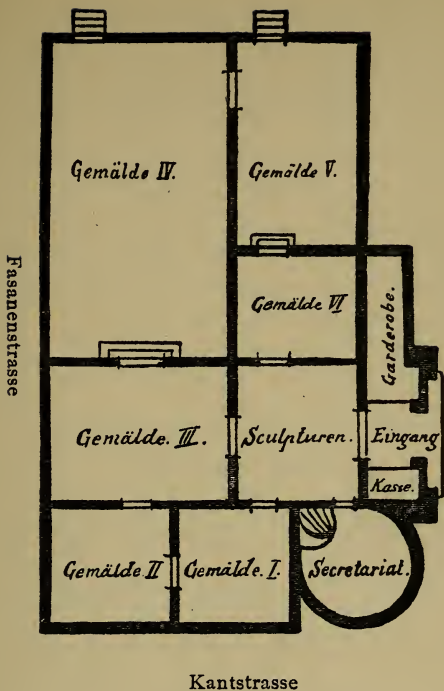 Gemälde IV.
Gemälde V.
Fasanenstrasse
Gemälde VI
Garderobe.
Gemälde. III.
Sculpturen.
Eingang
Kasse.
Gemälde. II
Gemälde. I.
Secretariat.
Kantstrasse